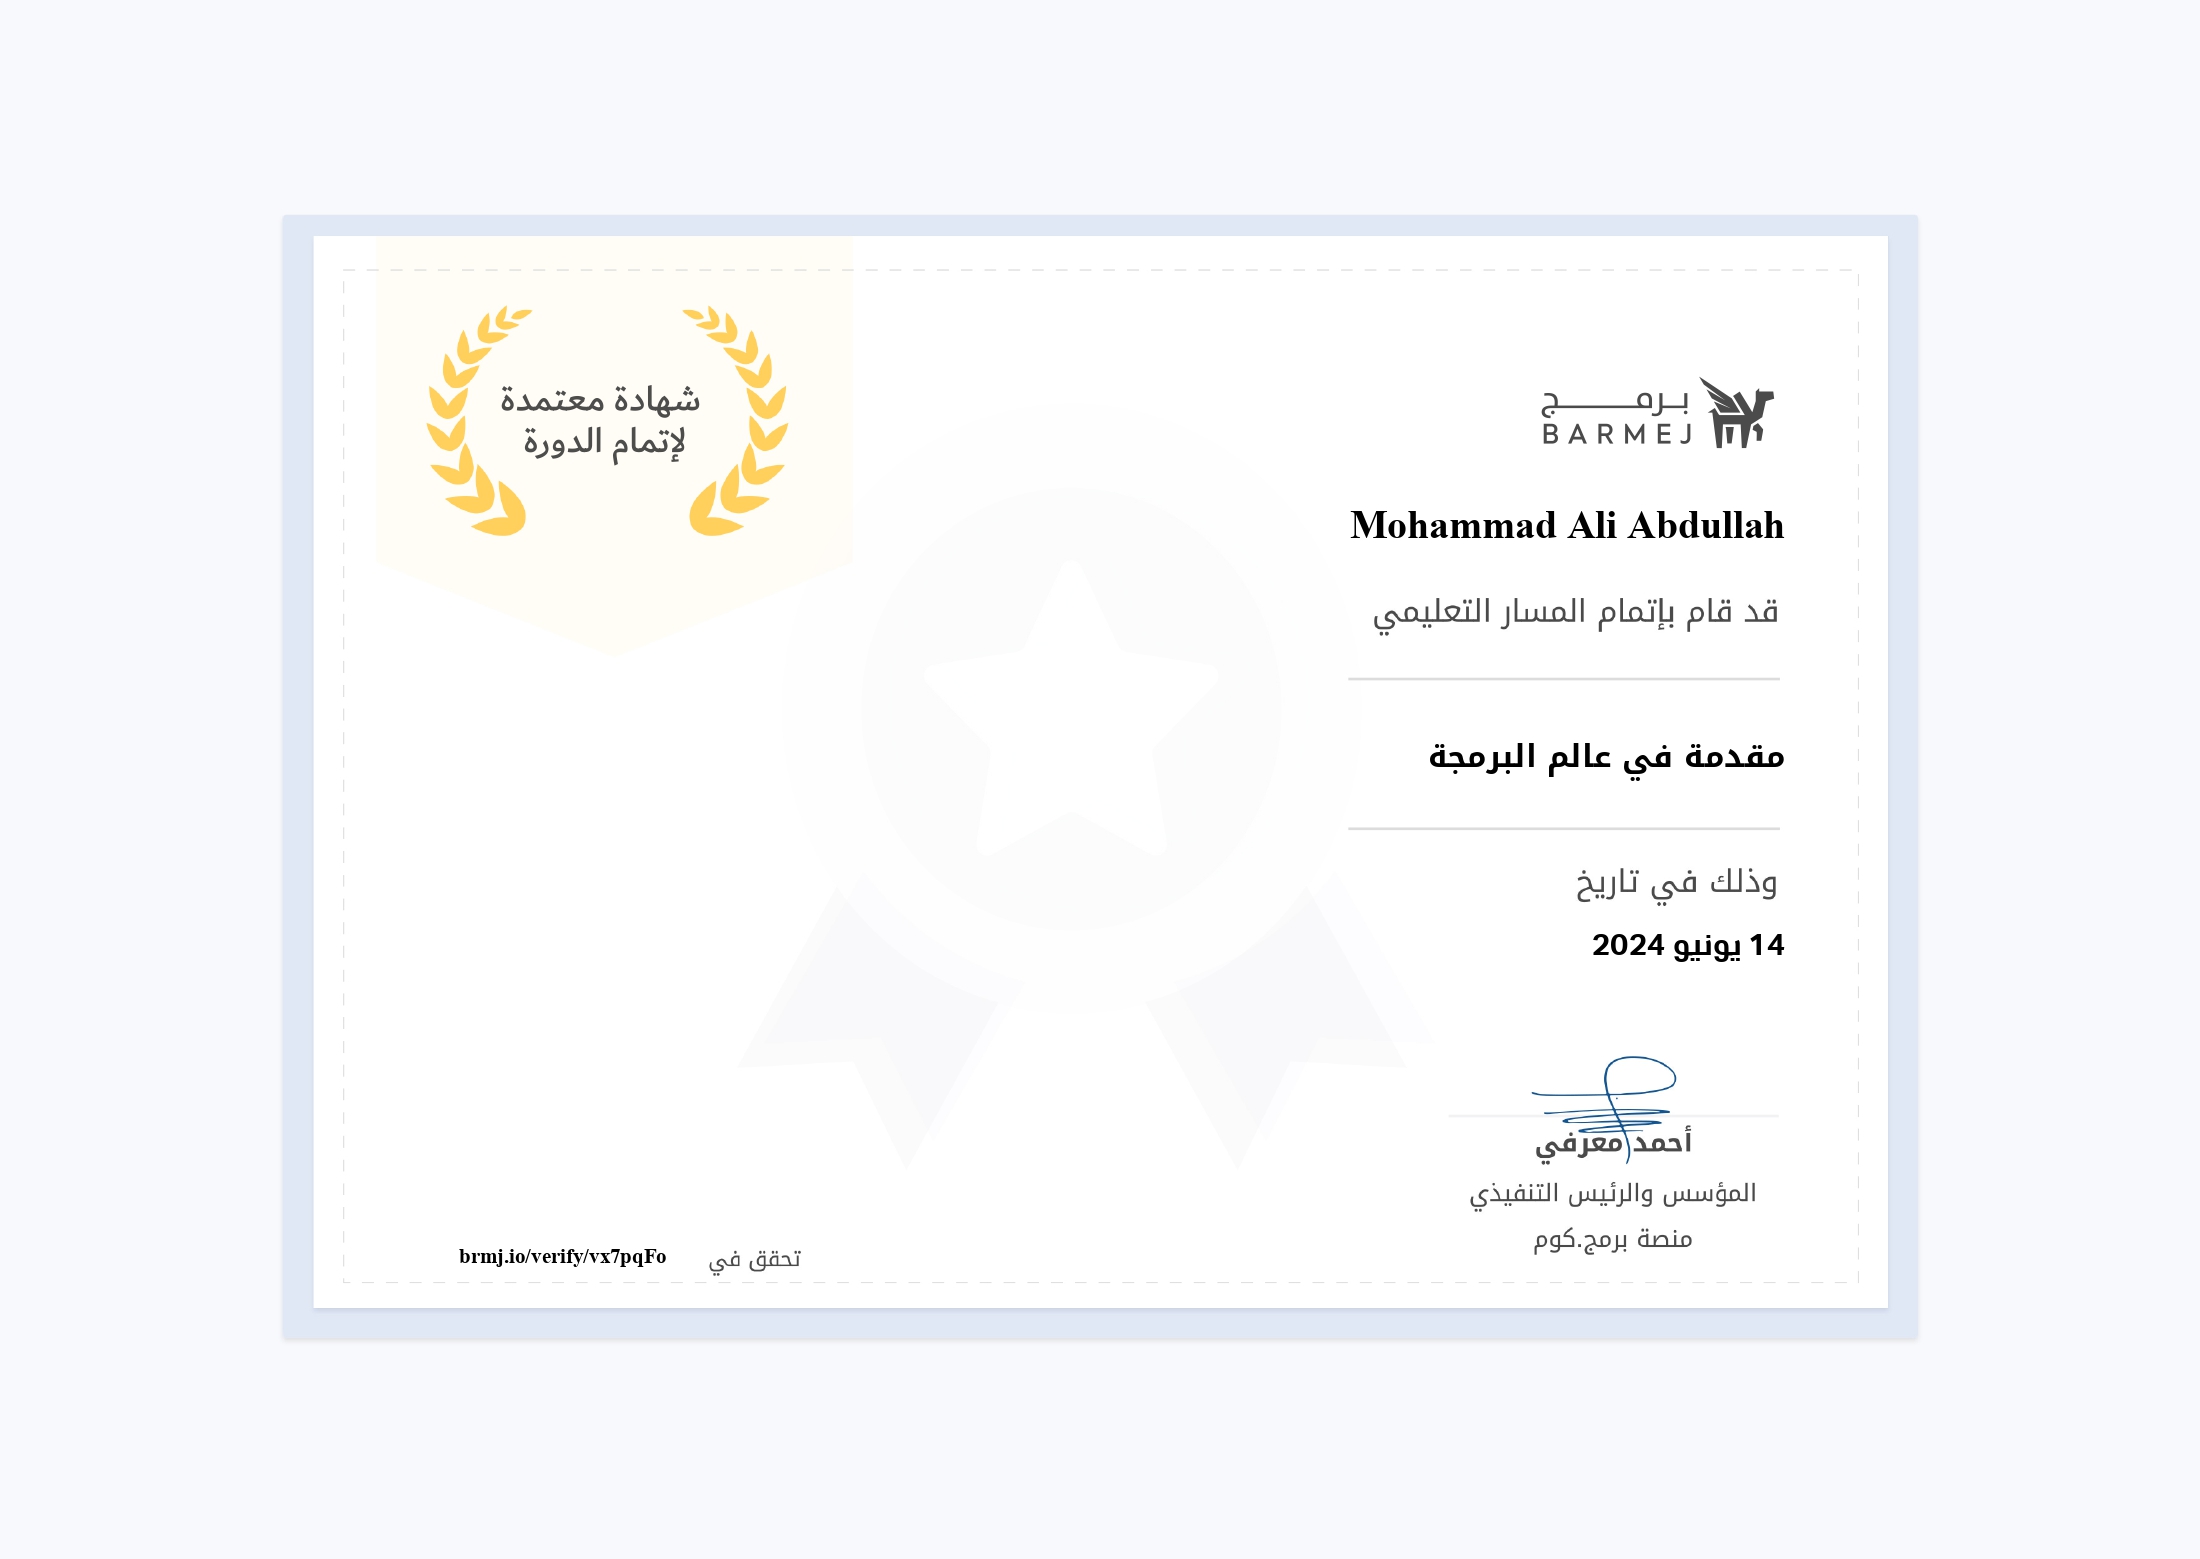 شهادة معتمدة
لإتمام الدورة
برمج
BARMEJ
Mohammad Ali Abdullah
قد قام بإتمام المسار التعليمي
مقدمة في عالم البرمجة
وذلك في تاريخ
14 يونيو 2024
أحمد معرفي
المؤسس والرئيس التنفيذي
منصة برمج.كوم
تحقق في brmj.io/verify/vx7pqFo